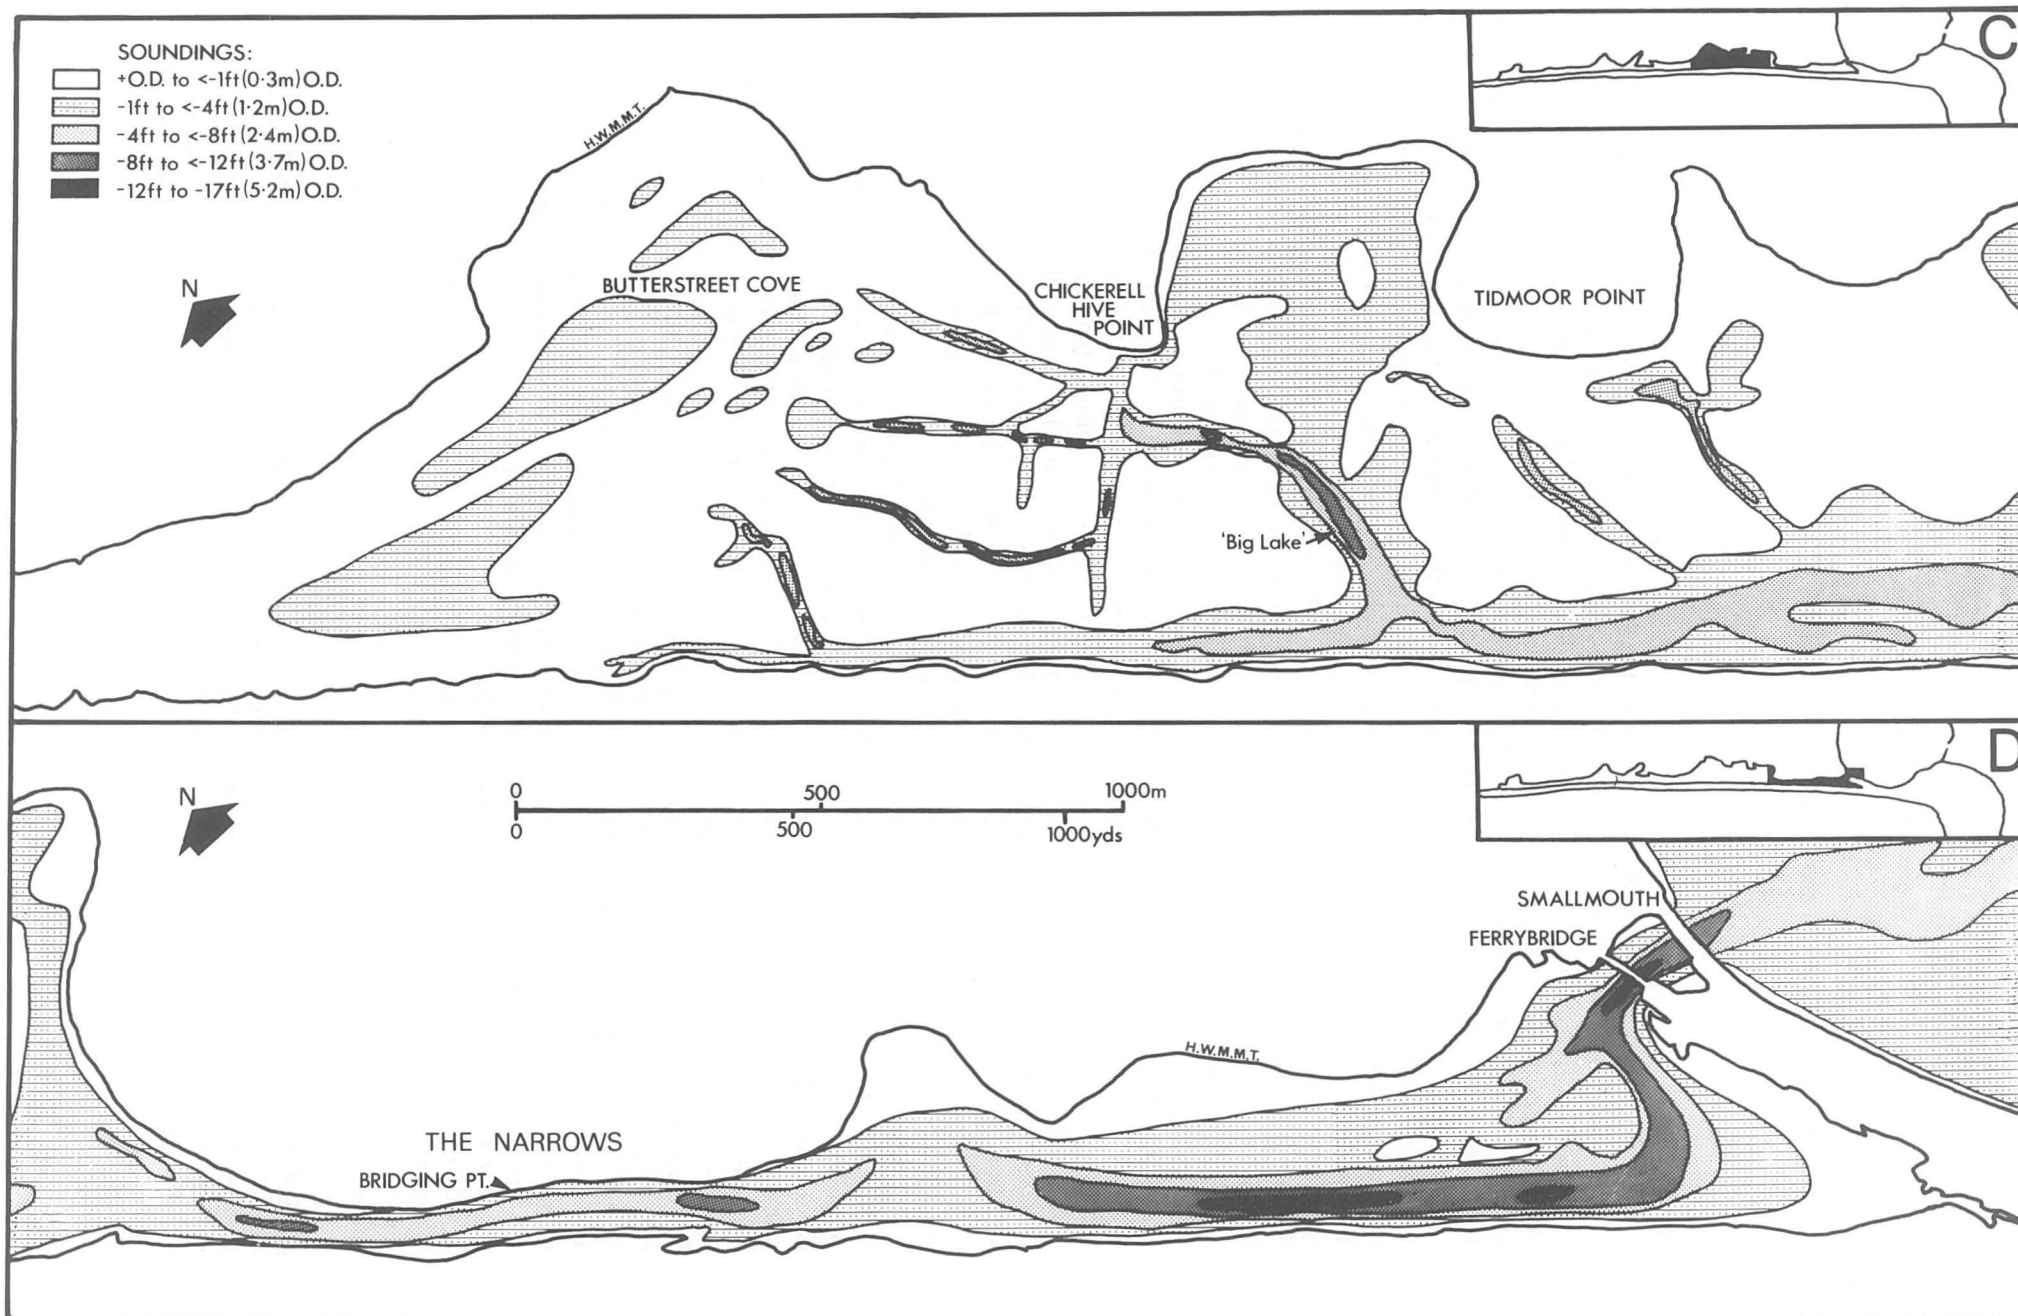 SOUNDINGS:
+O.D. to <-1ft(0·3m)O.D.
-1ft to <-4ft(1·2m)O.D.
-4ft to <-8ft(2·4m)O.D.
-8ft to <-12ft(3·7m)O.D.
-12ft to -17ft(5·2m)O.D.
C
H.W.M.M.T.
N
BUTTERSTREET COVE
CHICKERELL
HIVE
POINT
TIDMOOR POINT
'Big Lake'
D
N
0 500 1000m
0 500 1000yds
SMALLMOUTH
FERRYBRIDGE
H.W.M.M.T.
THE NARROWS
BRIDGING PT.